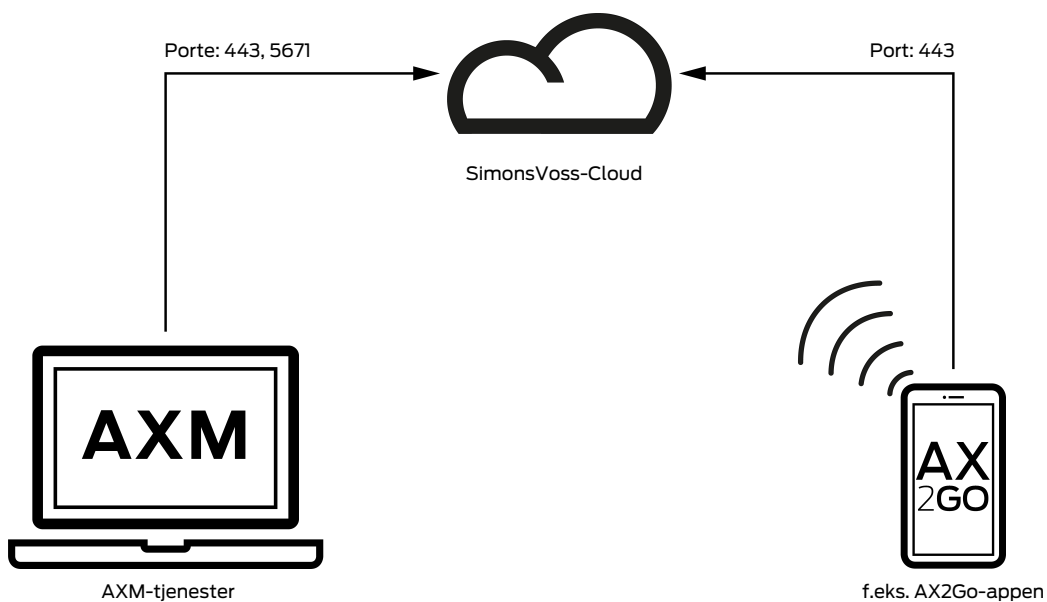 Porte: 443, 5671
Port: 443
SimonsVoss-Cloud
AXM
AX
2GO
AXM-tjenester
f.eks. AX2Go-appen